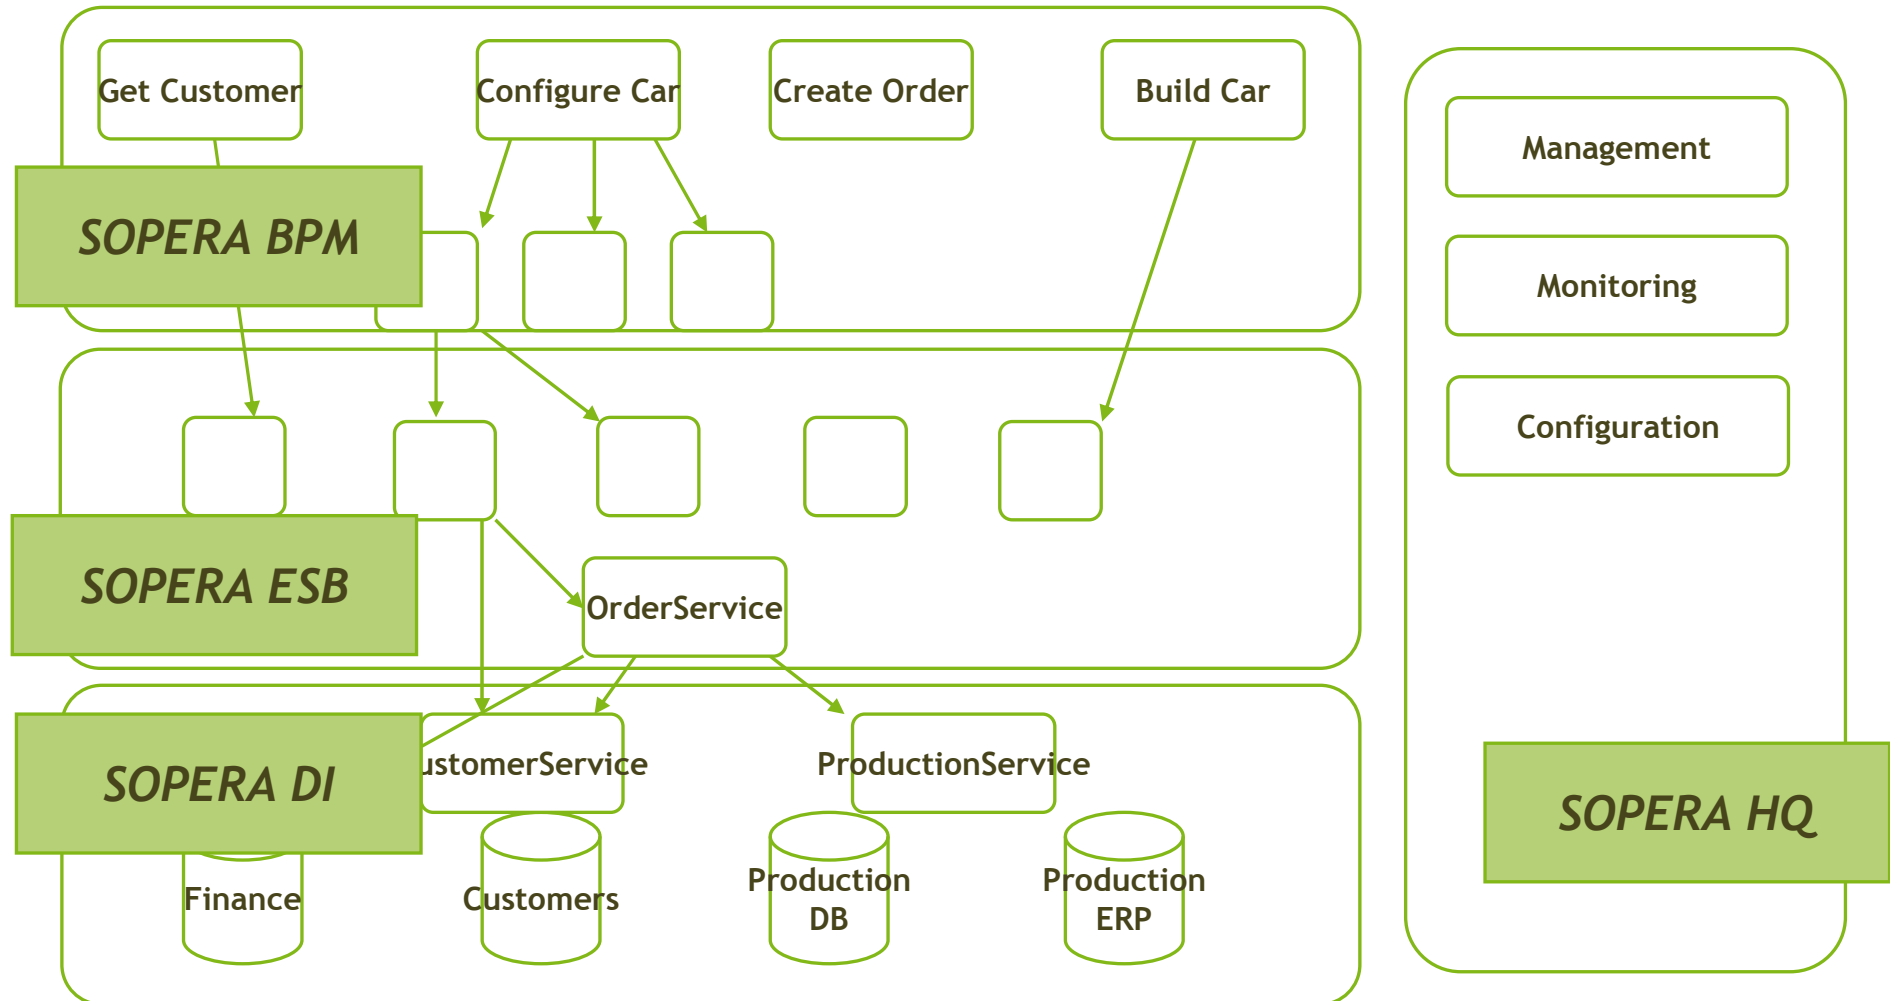 Get Customer
Configure Car
Create Order
Build Car
SOPERA BPM
SOPERA ESB
OrderService
SOPERA DI
ustomerService
ProductionService
Finance
Customers
Production
DB
Production
ERP
Management
Monitoring
Configuration
SOPERA HQ